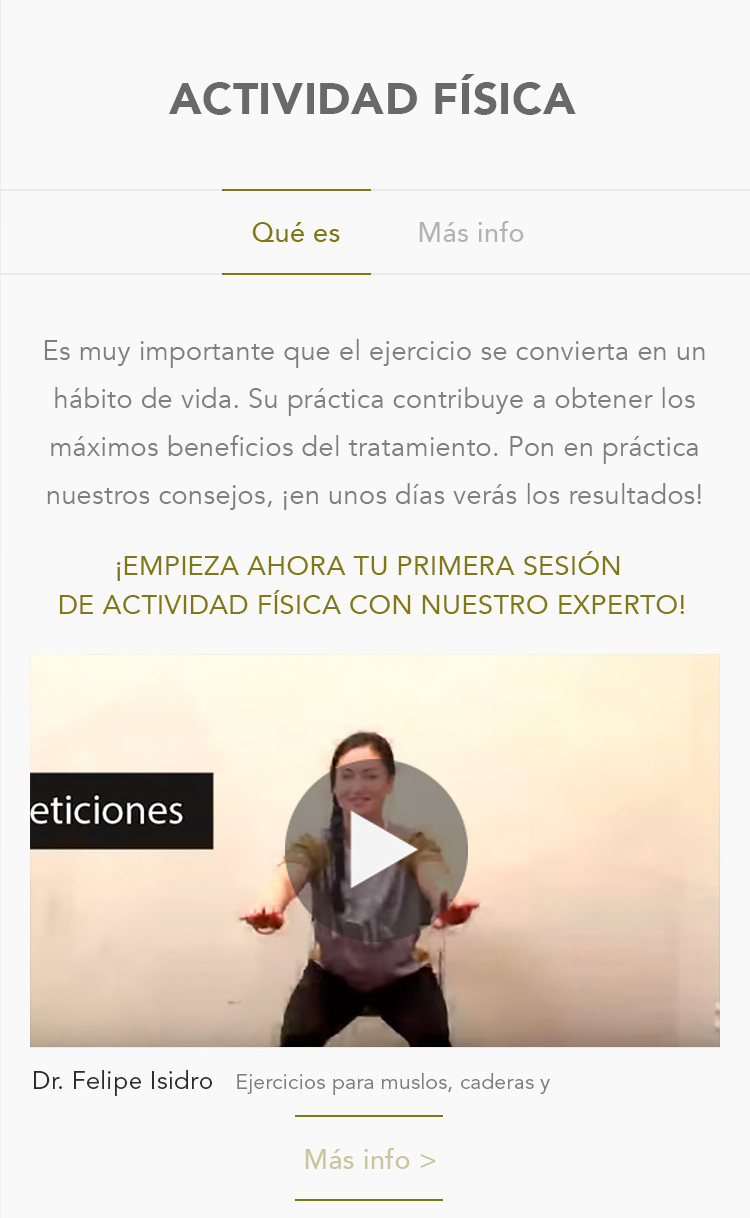 ACTIVIDAD FÍSICA
Qué es
Más info
Es muy importante que el ejercicio se convierta en un
hábito de vida. Su práctica contribuye a obtener los
máximos beneficios del tratamiento. Pon en práctica
nuestros consejos, ¡en unos días verás los resultados!
¡EMPIEZA AHORA TU PRIMERA SESIÓN
DE ACTIVIDAD FÍSICA CON NUESTRO EXPERTO!
eticiones
Dr. Felipe Isidro Ejercicios para muslos, caderas y
Más info >